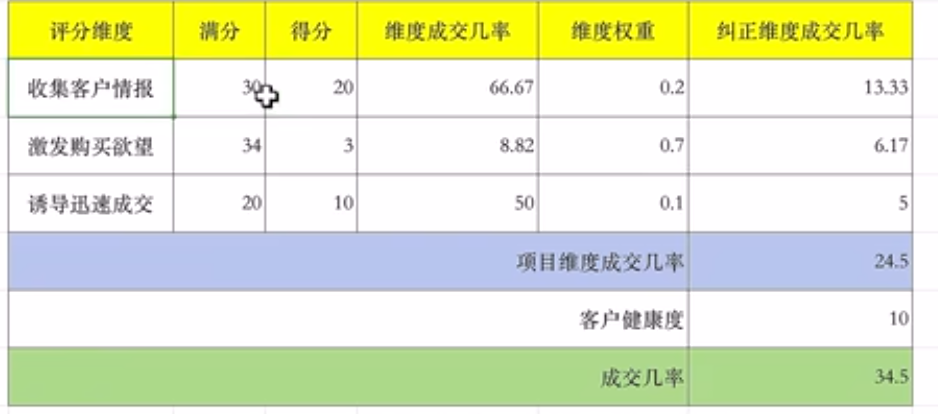 评分维度 满分 得分 维度成交几率 维度权重 纠正维度成交几率
收集客户情报 30 20 66.67 0.2 13.33
激发购买欲望 34 3 8.82 0.7 6.17
诱导迅速成交 20 10 50 0.1 5
项目维度成交几率 24.5
客户健康度 10
成交几率 34.5